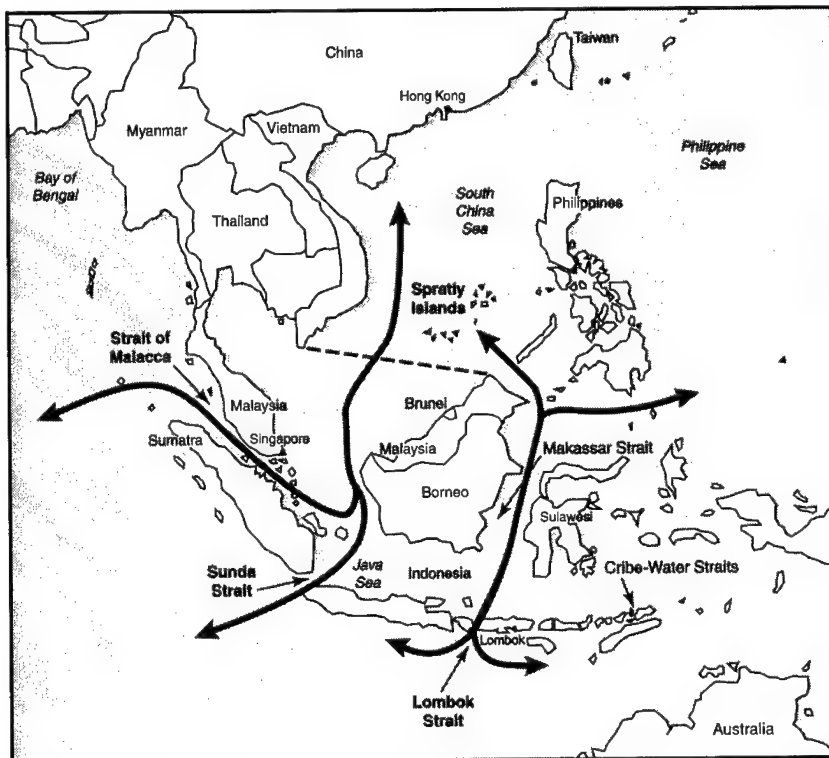 Taiwan
China
Hong Kong
Myanmar
Vietnam
Philippine
Sea
Bay of
Bengal
South
China
Sea
Philippines
Thailand
Spratly
Islands
Strait of
Malacca
Malaysia
Brunei
Sumatra
Singapore
Malaysia
Makassar Strait
Borneo
Sulawesi
Sunda
Strait
Java
Sea
Indonesia
Cribe-Water Straits
Lombok
Lombok
Strait
Australia